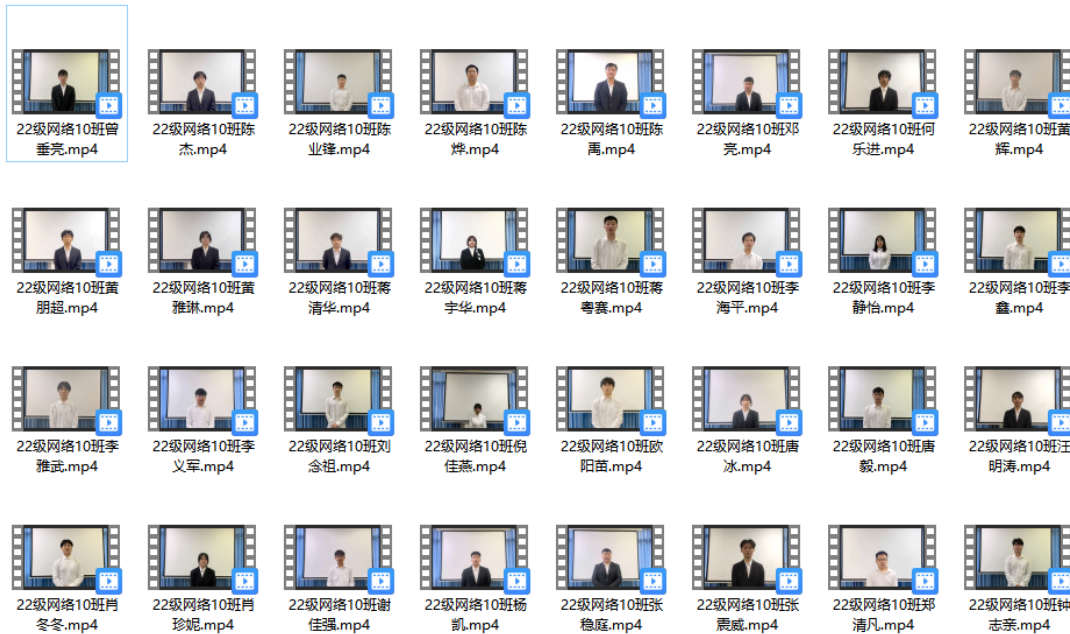 22级网络10班曾
垂亮.mp4
22级网络10班陈
杰.mp4
22级网络10班陈
业锋.mp4
22级网络10班陈
烨.mp4
22级网络10班陈
禹.mp4
22级网络10班邓
亮.mp4
22级网络10班何
乐进.mp4
22级网络10班黄
辉.mp4
22级网络10班黄
朋超.mp4
22级网络10班黄
雅琳.mp4
22级网络10班蒋
清华.mp4
22级网络10班蒋
宇华.mp4
22级网络10班蒋
粤赛.mp4
22级网络10班李
海平.mp4
22级网络10班李
静怡.mp4
22级网络10班李
鑫.mp4
22级网络10班李
雅武.mp4
22级网络10班李
义军.mp4
22级网络10班刘
念祖.mp4
22级网络10班倪
佳燕.mp4
22级网络10班欧
阳苗.mp4
22级网络10班唐
冰.mp4
22级网络10班唐
毅.mp4
22级网络10班汪
明涛.mp4
22级网络10班肖
冬冬.mp4
22级网络10班肖
珍妮.mp4
22级网络10班谢
佳强.mp4
22级网络10班杨
凯.mp4
22级网络10班张
稳庭.mp4
22级网络10班张
震威.mp4
22级网络10班郑
清凡.mp4
22级网络10班钟
志亲.mp4